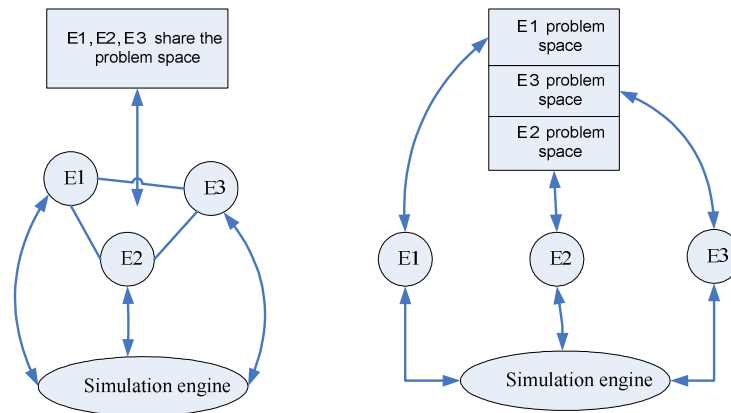 E1, E2, E3 share the
problem space
E1
E3
E2
Simulation engine
E1 problem
space
E3 problem
space
E2 problem
space
E1
E2
E3
Simulation engine